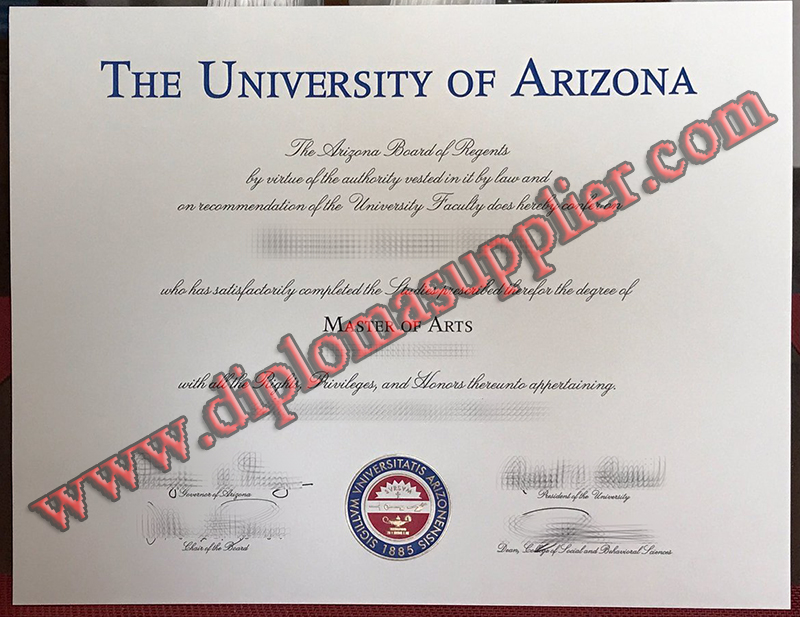 THE UNIVERSITY OF ARIZONA
The Arizona Board of Regents
by virtue of the authority vested in it by law and
on recommendation of the University Faculty does hereby confer on
who has satisfactorily completed the Studies prescribed therefor the degree of
MASTER OF ARTS
with all the Rights, Privileges, and Honors thereunto appertaining.
www.diplomasupplier.com
Governor of Arizona
President of the University
Chair of the Board
Dean, College of Social and Behavioral Sciences
SIGILLVM VNIVERSITATIS ARIZONENSIS
SVRSVM
1885